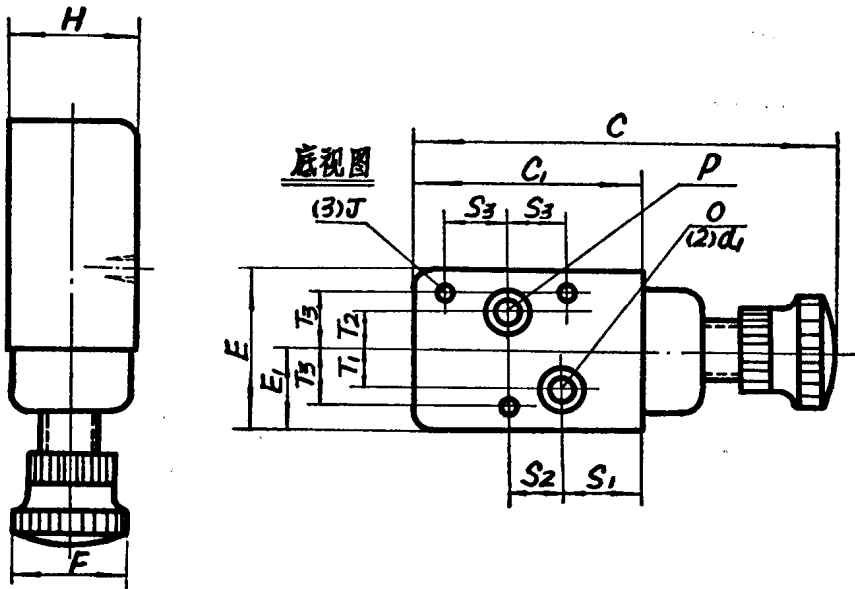 H
C
底视图
C₁
P
(3)J
S₃
S₃
O
(2)d₁
E
E₁
T₃
T₂
T₃
T₁
S₂
S₁
F